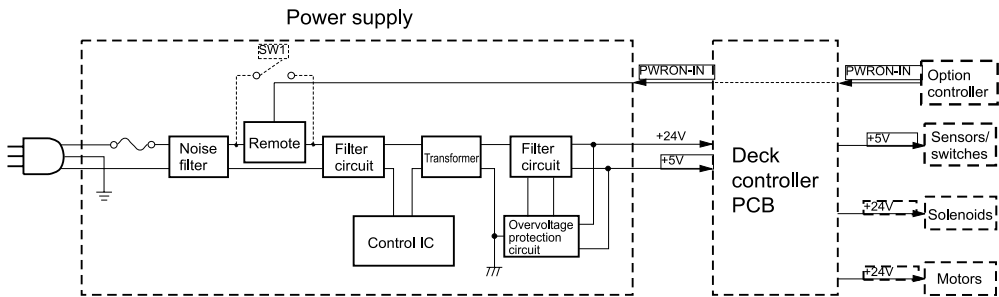 Power supply
SW1
PWRON-IN
PWRON-IN
Option
controller
Noise
filter
Remote
Filter
circuit
Transformer
Filter
circuit
+24V
+5V
Deck
controller
PCB
+5V
Sensors/
switches
Control IC
Overvoltage
protection
circuit
+24V
Solenoids
+24V
Motors